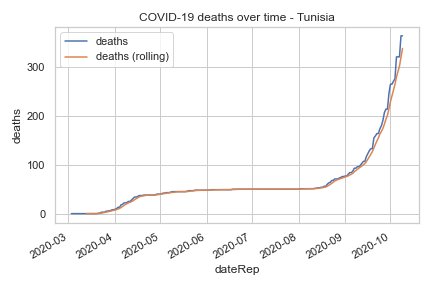 COVID-19 deaths over time - Tunisia
deaths
deaths (rolling)
300
200
100
0
deaths
2020-03
2020-04
2020-05
2020-06
2020-07
2020-08
2020-09
2020-10
dateRep